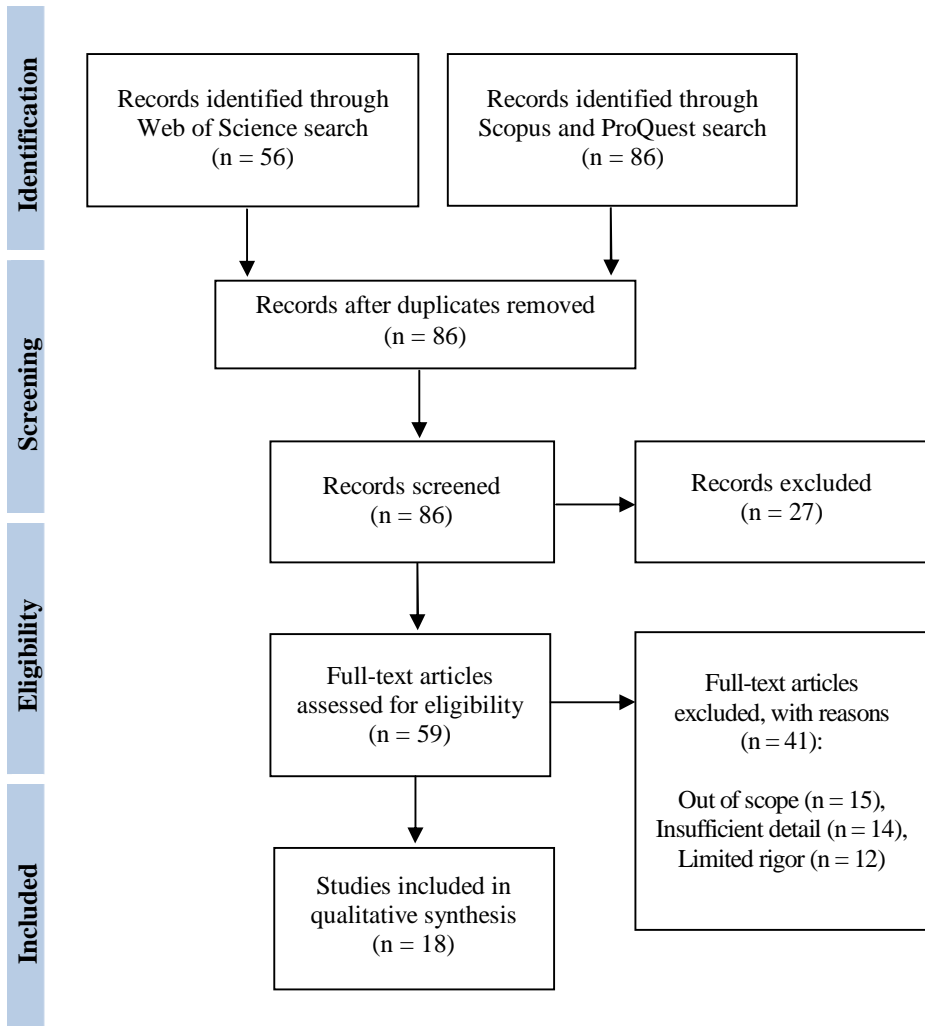 Identification
Records identified through
Web of Science search
(n = 56)
Records identified through
Scopus and ProQuest search
(n = 86)
Screening
Records after duplicates removed
(n = 86)
Records screened
(n = 86)
Records excluded
(n = 27)
Eligibility
Full-text articles
assessed for eligibility
(n = 59)
Full-text articles
excluded, with reasons
(n = 41):
Out of scope (n = 15),
Insufficient detail (n = 14),
Limited rigor (n = 12)
Included
Studies included in
qualitative synthesis
(n = 18)